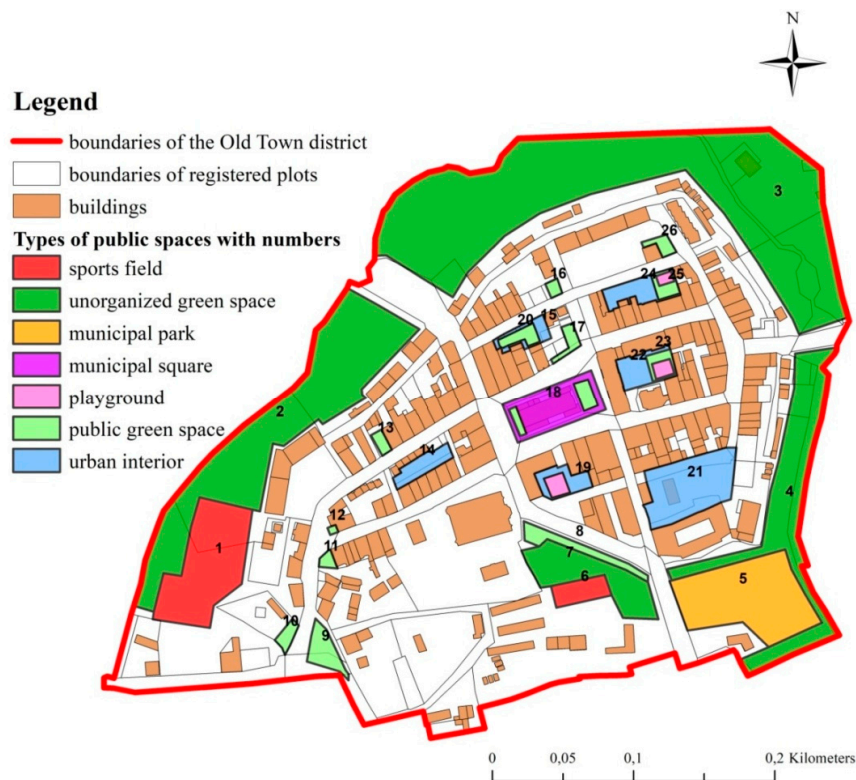 N
Legend
boundaries of the Old Town district
boundaries of registered plots
buildings
Types of public spaces with numbers
sports field
unorganized green space
municipal park
municipal square
playground
public green space
urban interior
3
26
16
24
25
20
15
17
22
23
18
2
13
14
19
21
4
12
8
11
7
1
6
5
10
9
0
0,05
0,1
0,2 Kilometers